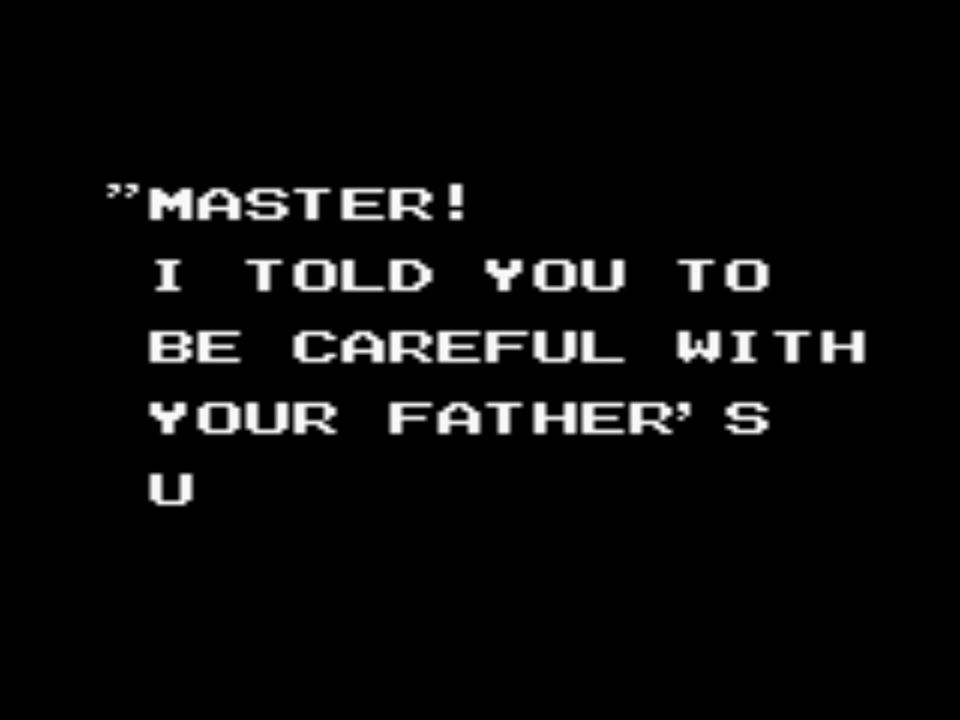 ”MASTER!
I TOLD YOU TO
BE CAREFUL WITH
YOUR FATHER’S
U